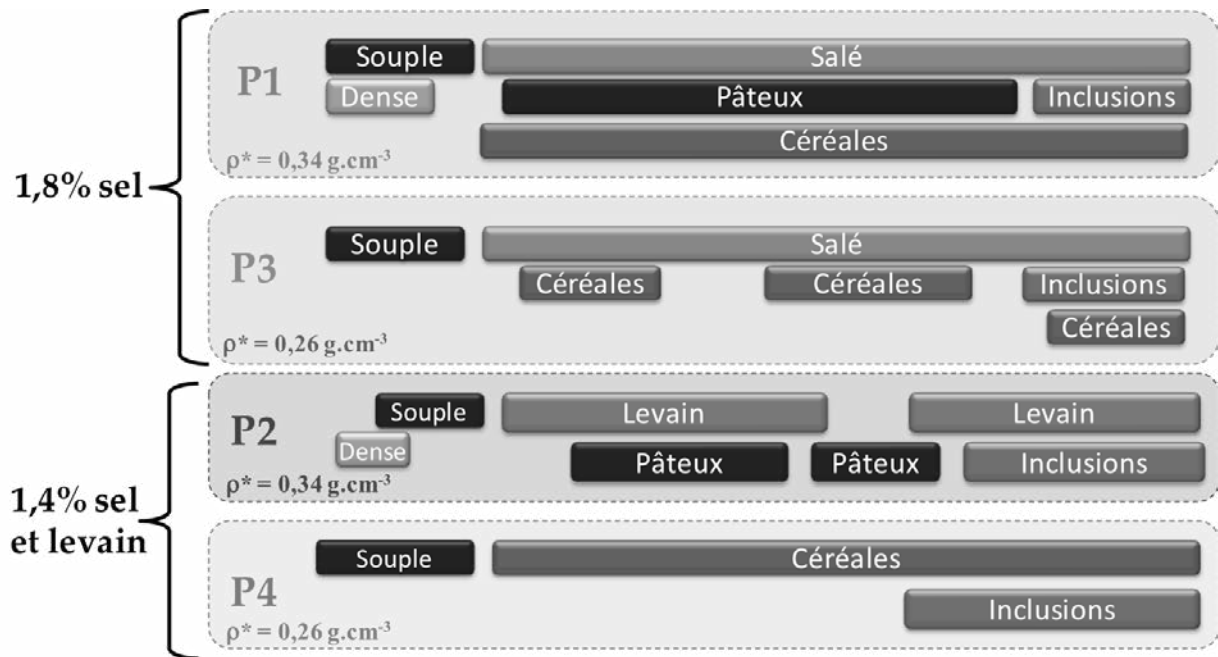 Souple Salé
P1
Dense Pâteux Inclusions
Céréales
ρ* = 0,34 g.cm-3
1,8% sel
Souple Salé
P3
Céréales Céréales Inclusions
Céréales
ρ* = 0,26 g.cm-3
Souple Levain Levain
P2
Dense Pâteux Pâteux Inclusions
ρ* = 0,34 g.cm-3
1,4% sel
et levain
Souple Céréales
P4
Inclusions
ρ* = 0,26 g.cm-3